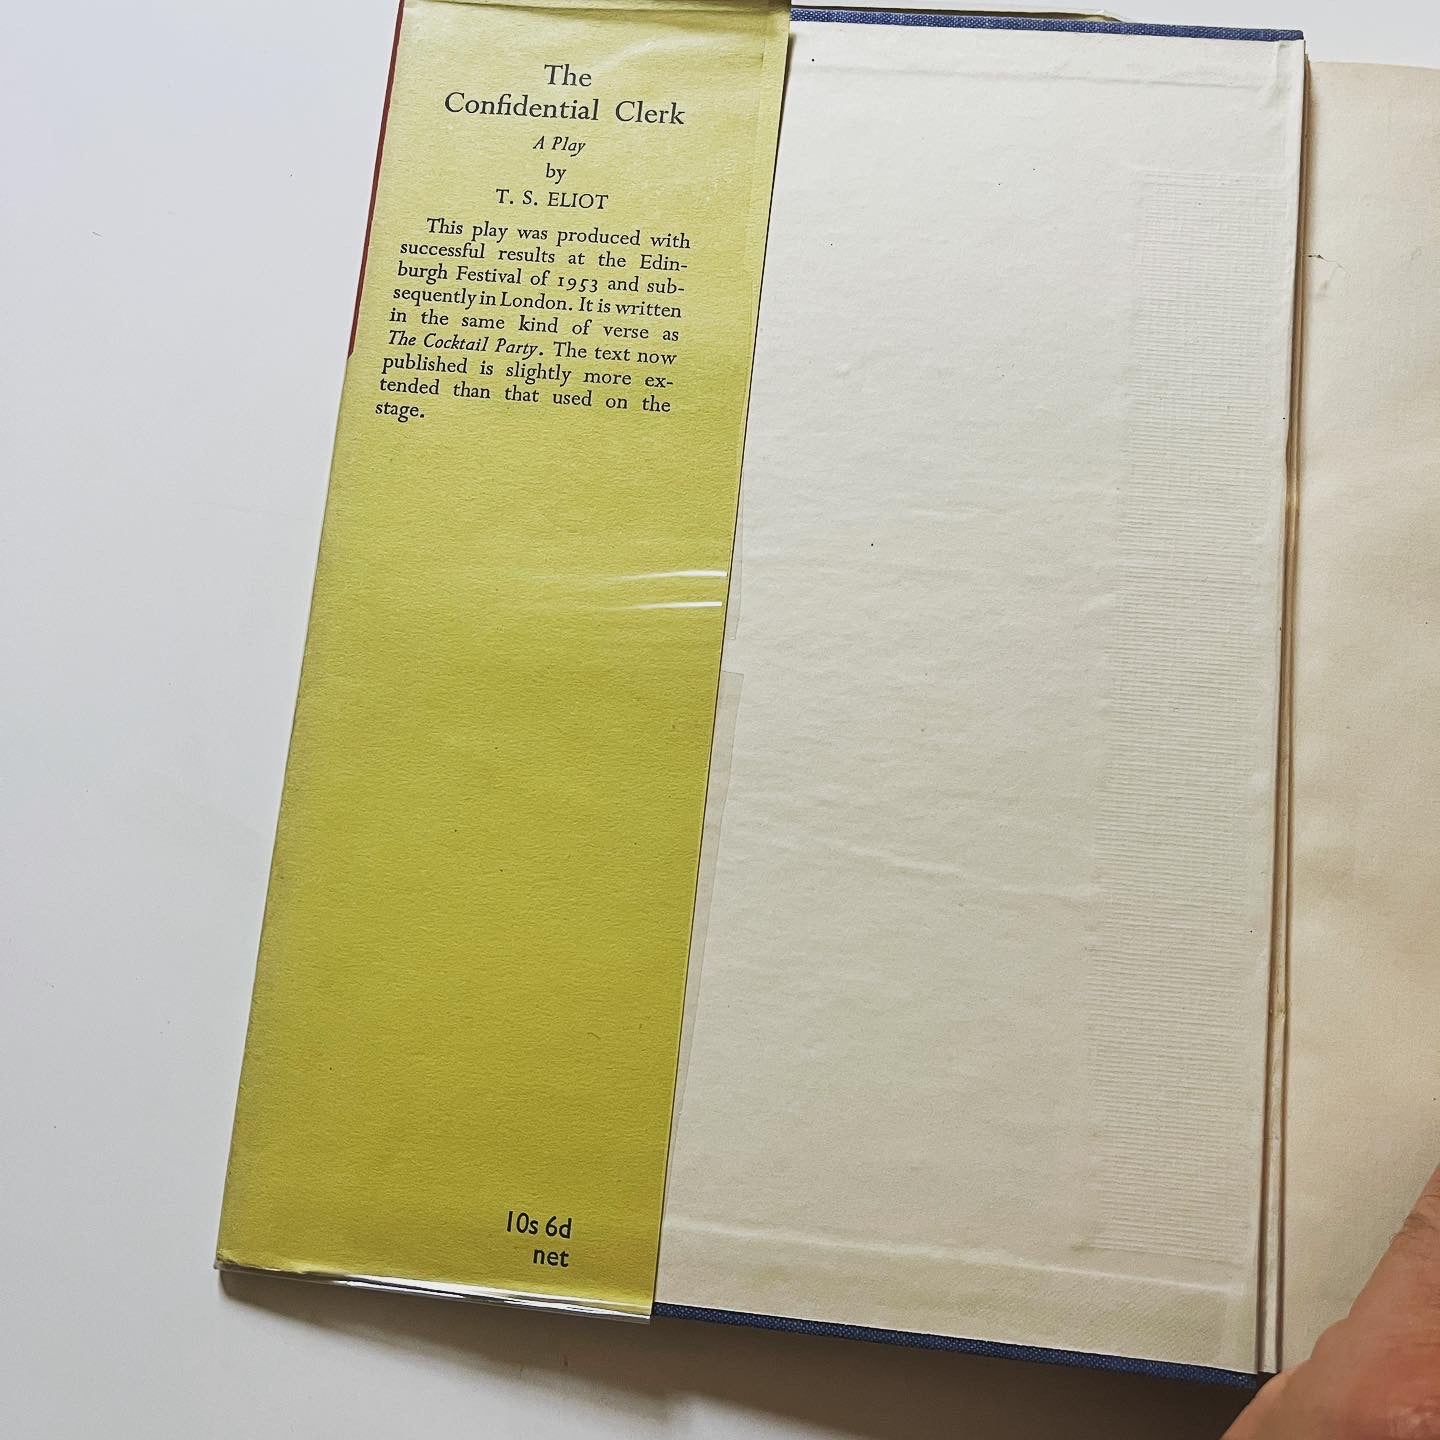 The
Confidential Clerk
A Play
by
T. S. ELIOT
This play was produced with
successful results at the Edin-
burgh Festival of 1953 and sub-
sequently in London. It is written
in the same kind of verse as
The Cocktail Party. The text now
published is slightly more ex-
tended than that used on the
stage.
10s 6d
net